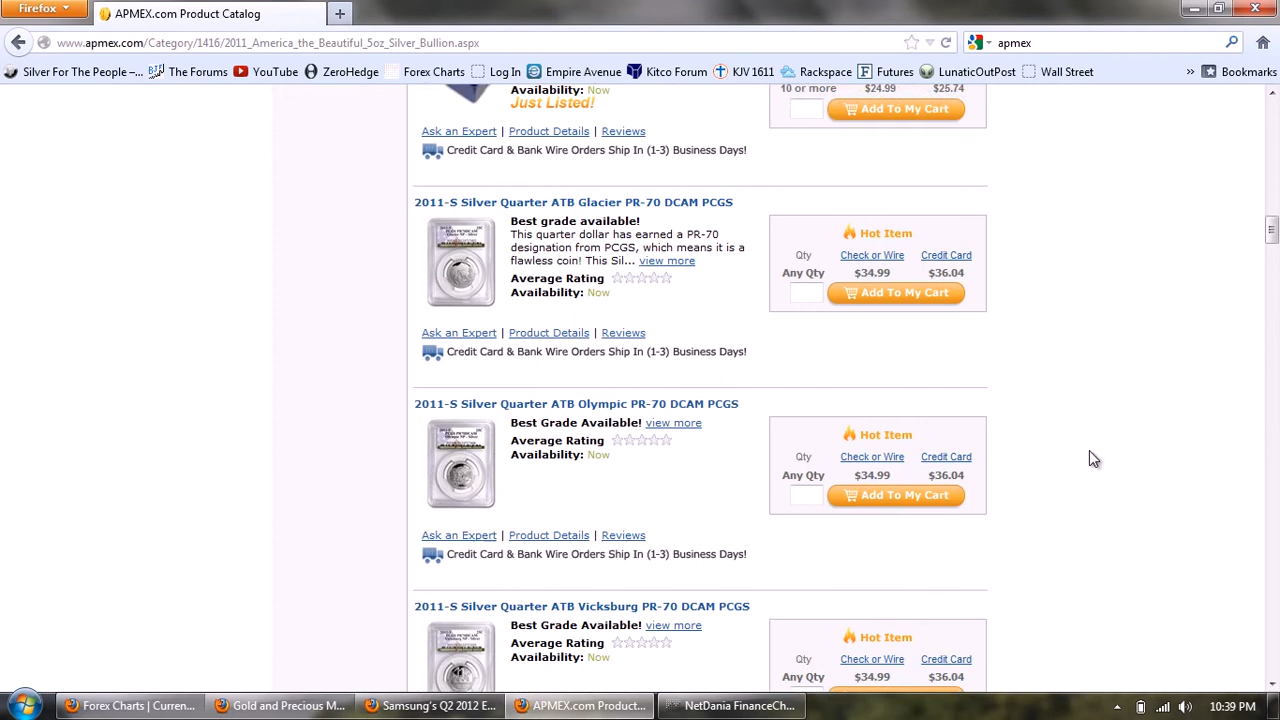 Firefox
APMEX.com Product Catalog
www.apmex.com/Category/1416/2011_America_the_Beautiful_5oz_Silver_Bullion.aspx
apmex
Silver For The People –... The Forums YouTube ZeroHedge Forex Charts Log In Empire Avenue Kitco Forum KJV 1611 Rackspace Futures LunaticOutPost Wall Street » Bookmarks
Availability: Now
Just Listed!
10 or more $24.99 $25.74
Add To My Cart
Ask an Expert | Product Details | Reviews
Credit Card & Bank Wire Orders Ship In (1-3) Business Days!
2011-S Silver Quarter ATB Glacier PR-70 DCAM PCGS
Best grade available!
This quarter dollar has earned a PR-70
designation from PCGS, which means it is a
flawless coin! This Sil... view more
Average Rating
Availability: Now
Hot Item
Qty Check or Wire Credit Card
Any Qty $34.99 $36.04
Add To My Cart
Ask an Expert | Product Details | Reviews
Credit Card & Bank Wire Orders Ship In (1-3) Business Days!
2011-S Silver Quarter ATB Olympic PR-70 DCAM PCGS
Best Grade Available! view more
Average Rating
Availability: Now
Hot Item
Qty Check or Wire Credit Card
Any Qty $34.99 $36.04
Add To My Cart
Ask an Expert | Product Details | Reviews
Credit Card & Bank Wire Orders Ship In (1-3) Business Days!
2011-S Silver Quarter ATB Vicksburg PR-70 DCAM PCGS
Best Grade Available! view more
Average Rating
Availability: Now
Hot Item
Qty Check or Wire Credit Card
Any Qty $34.99 $36.04
Forex Charts | Curren... Gold and Precious M... Samsung's Q2 2012 E... APMEX.com Product... NetDania FinanceCh... 10:39 PM